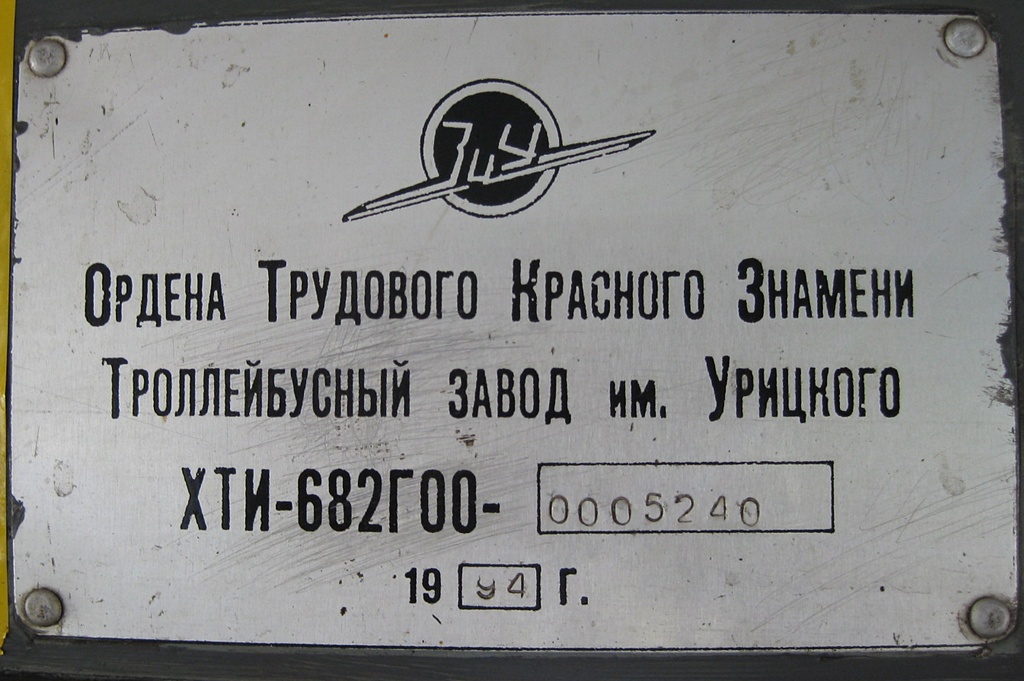 ЗиУ
Ордена Трудового Красного Знамени
Троллейбусный завод им. Урицкого
ХТИ-682Г00- 0005240
19 94 г.